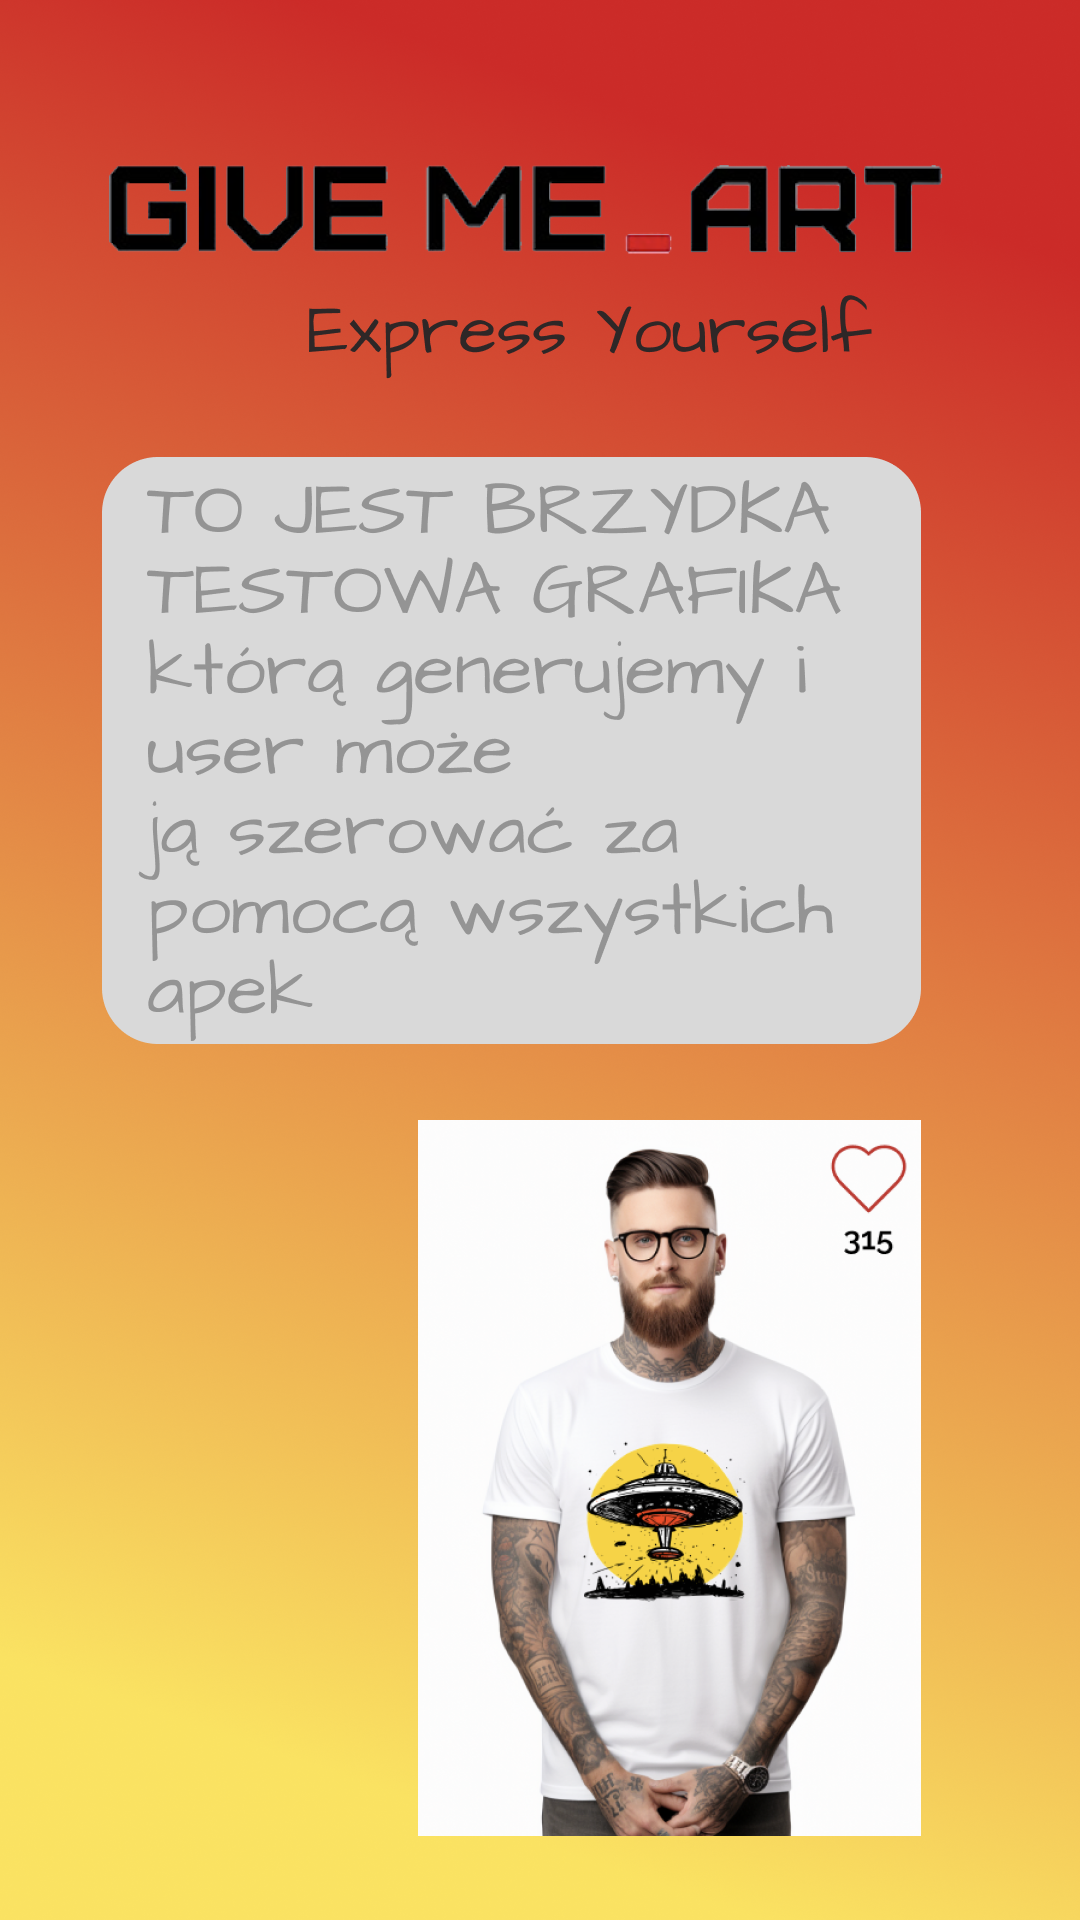 GIVE ME_ART
Express Yourself
TO JEST BRZYDKA
TESTOWA GRAFIKA
którą generujemy i
user może
ją szerować za
pomocą wszystkich
apek
315